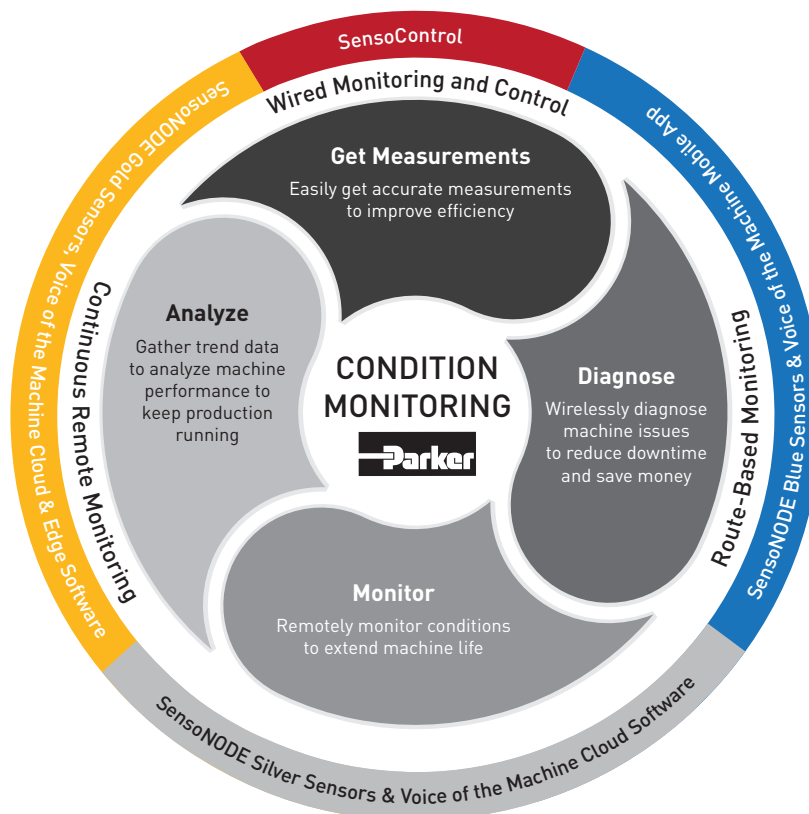 SensoControl
Wired Monitoring and Control
Get Measurements
Easily get accurate measurements
to improve efficiency
SensoNODE Blue Sensors & Voice of the Machine Mobile App
Route-Based Monitoring
Diagnose
Wirelessly diagnose
machine issues
to reduce downtime
and save money
CONDITION
MONITORING
Parker
SensoNODE Gold Sensors, Voice of the Machine Cloud & Edge Software
Continuous Remote Monitoring
Analyze
Gather trend data
to analyze machine
performance to
keep production
running
Monitor
Remotely monitor conditions
to extend machine life
SensoNODE Silver Sensors & Voice of the Machine Cloud Software